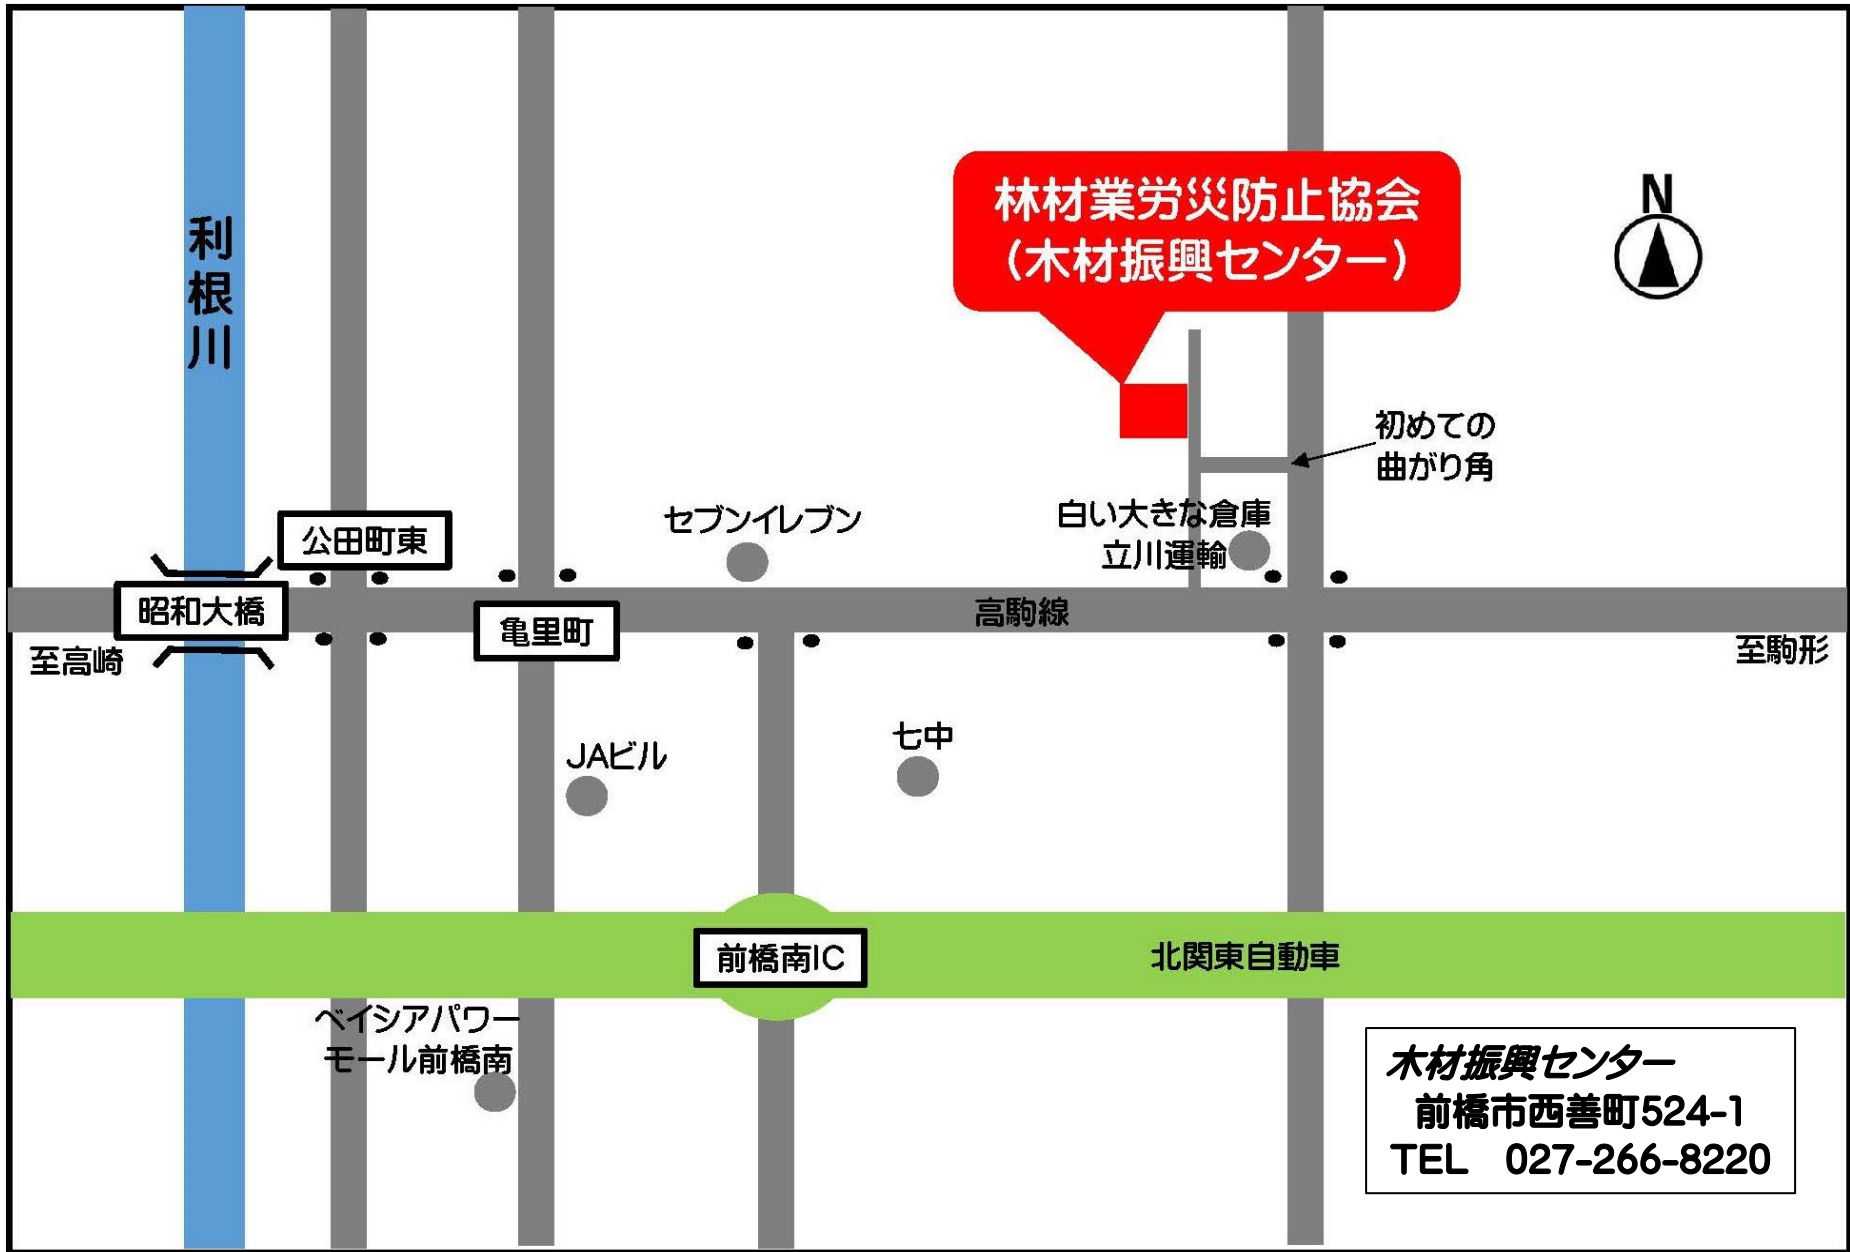 林材業労災防止協会
（木材振興センター）
N
利根川
初めての
曲がり角
公田町東
セブンイレブン
白い大きな倉庫
立川運輸
昭和大橋
亀里町
高駒線
至高崎
至駒形
JAビル
七中
前橋南IC
北関東自動車
ベイシアパワー
モール前橋南
木材振興センター
前橋市西善町524-1
TEL　027-266-8220